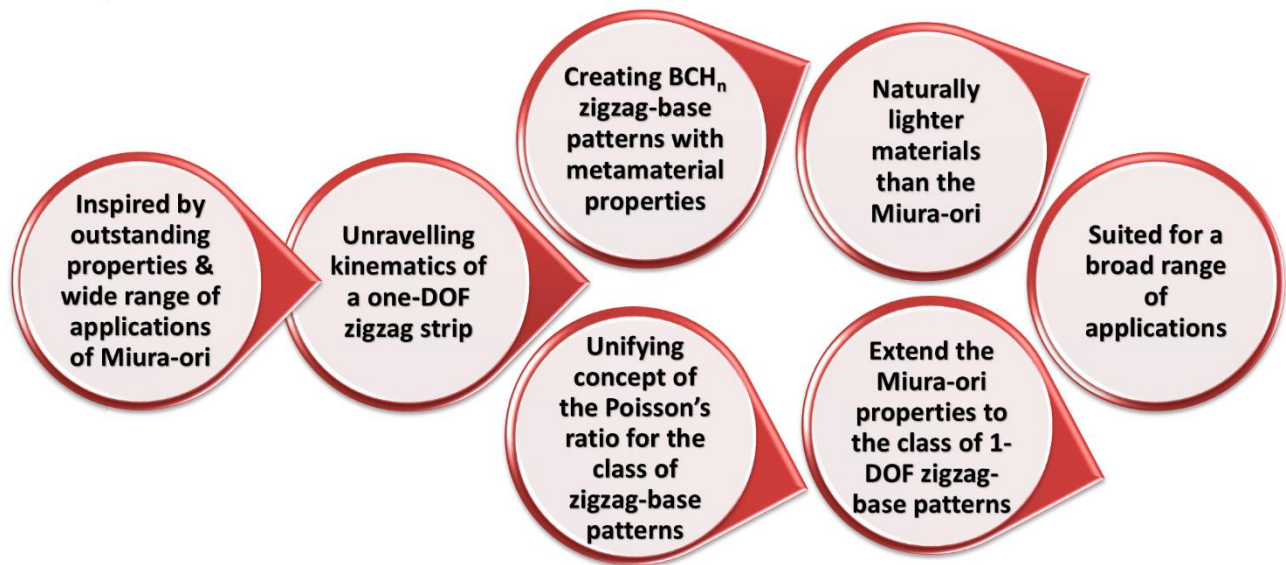 Inspired by
outstanding
properties &
wide range of
applications
of Miura-ori
Unravelling
kinematics of
a one-DOF
zigzag strip
Creating BCHₙ
zigzag-base
patterns with
metamaterial
properties
Unifying
concept of
the Poisson's
ratio for the
class of
zigzag-base
patterns
Naturally
lighter
materials
than the
Miura-ori
Extend the
Miura-ori
properties to
the class of 1-
DOF zigzag-
base patterns
Suited for a
broad range
of
applications